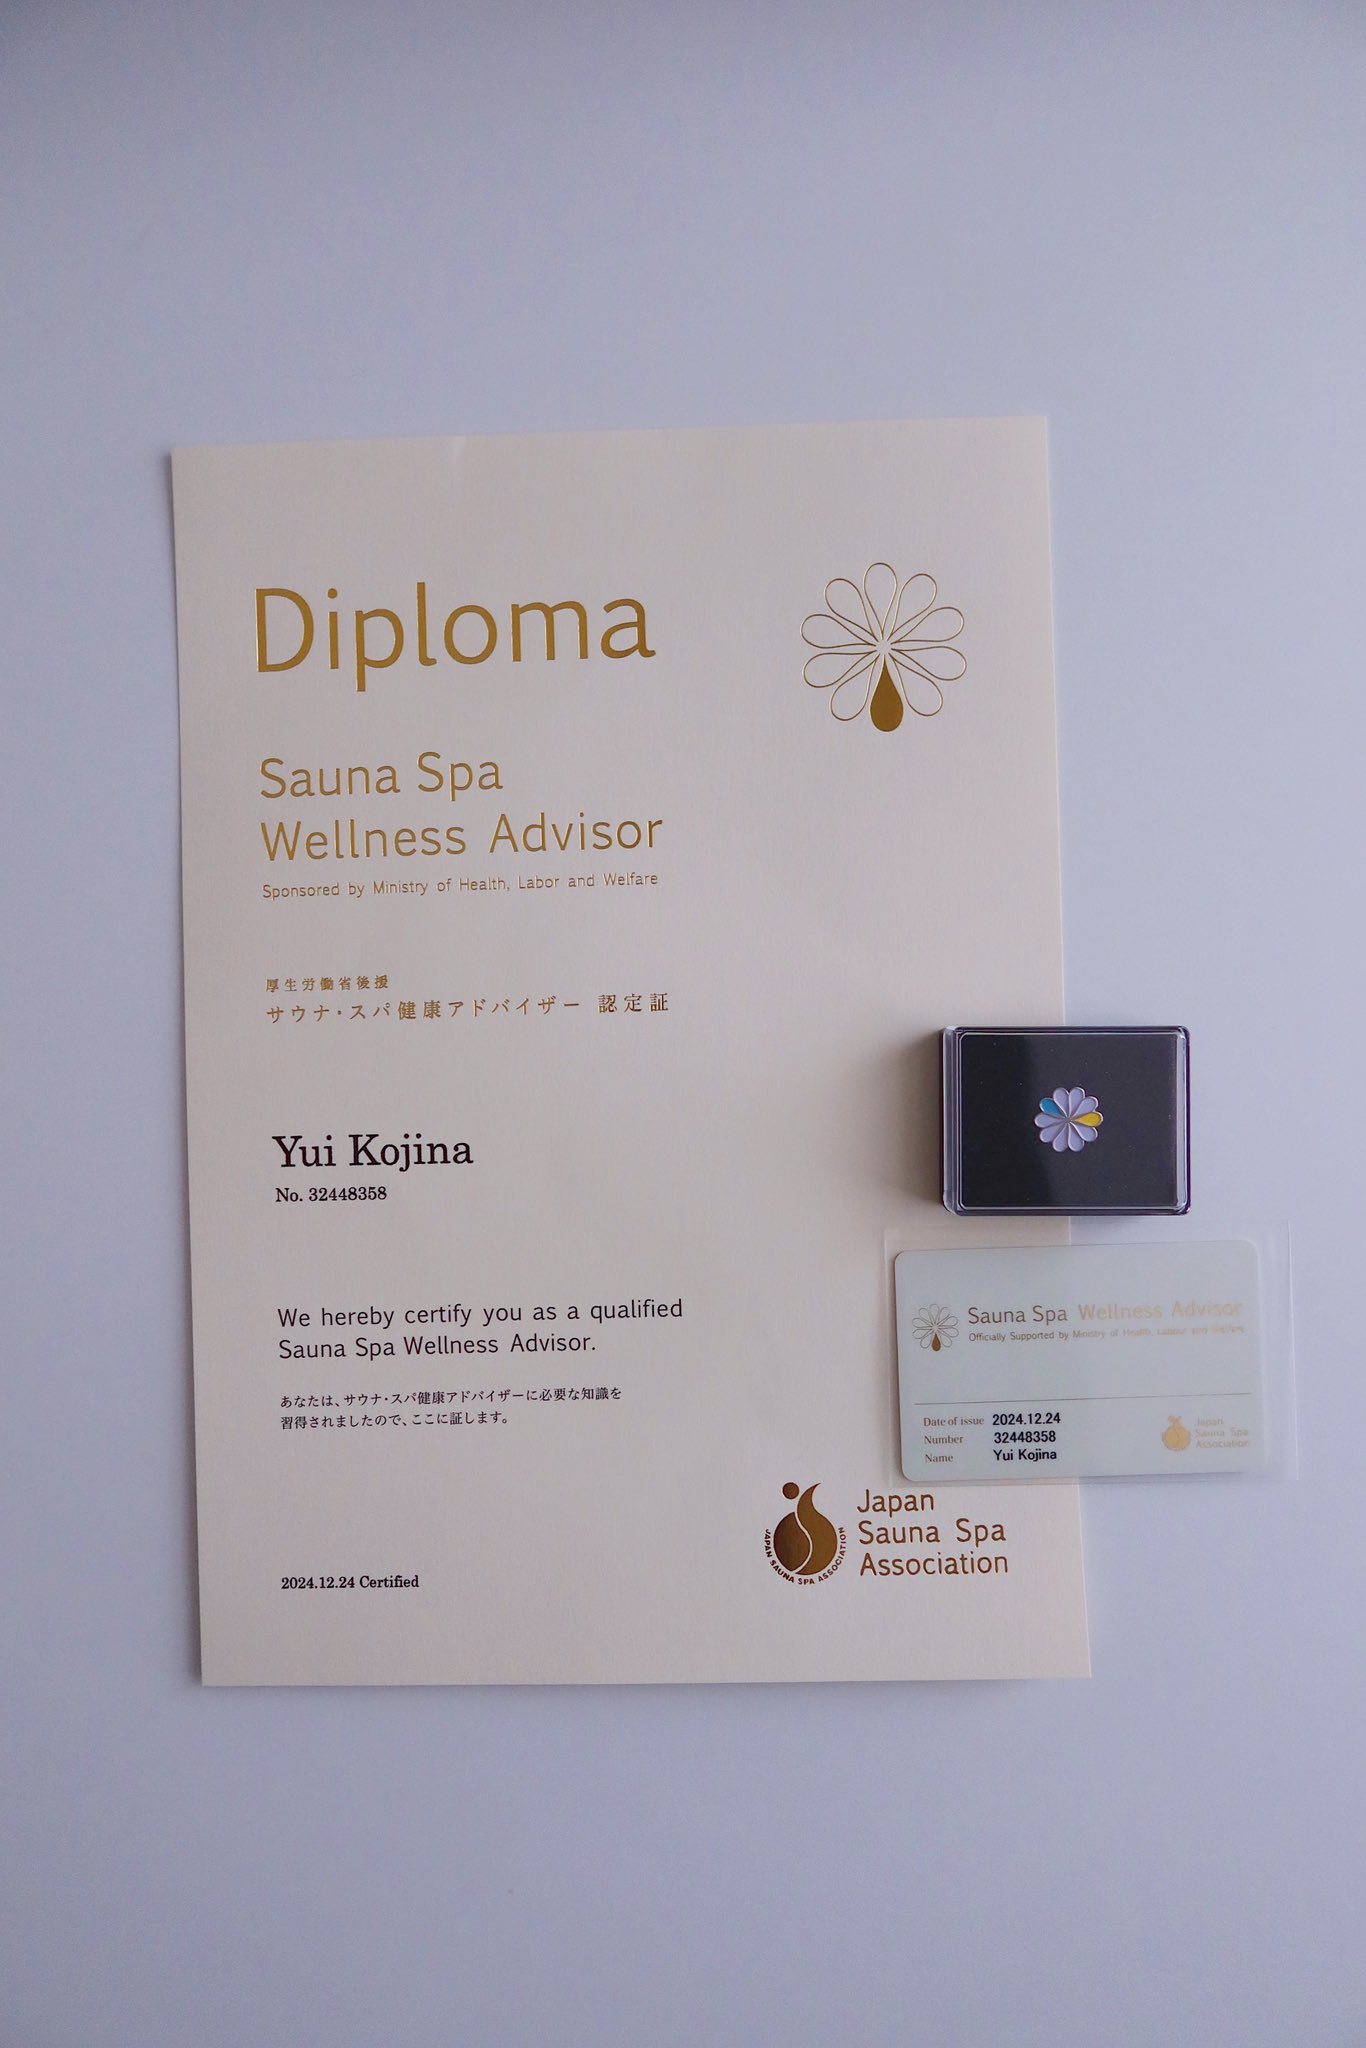 Diploma
Sauna Spa
Wellness Advisor
Sponsored by Ministry of Health, Labor and Welfare
厚生労働省後援
サウナ・スパ健康アドバイザー 認定証
Yui Kojina
No. 32448358
We hereby certify you as a qualified
Sauna Spa Wellness Advisor.
あなたは、サウナ・スパ健康アドバイザーに必要な知識を
習得されましたので、ここに証します。
2024.12.24 Certified
JAPAN SAUNA SPA ASSOCIATION
Japan
Sauna Spa
Association
Sauna Spa Wellness Advisor
Officially Supported by Ministry of Health, Labour and Welfare
Date of issue 2024.12.24
Number 32448358
Name Yui Kojina
Japan
Sauna Spa
Association